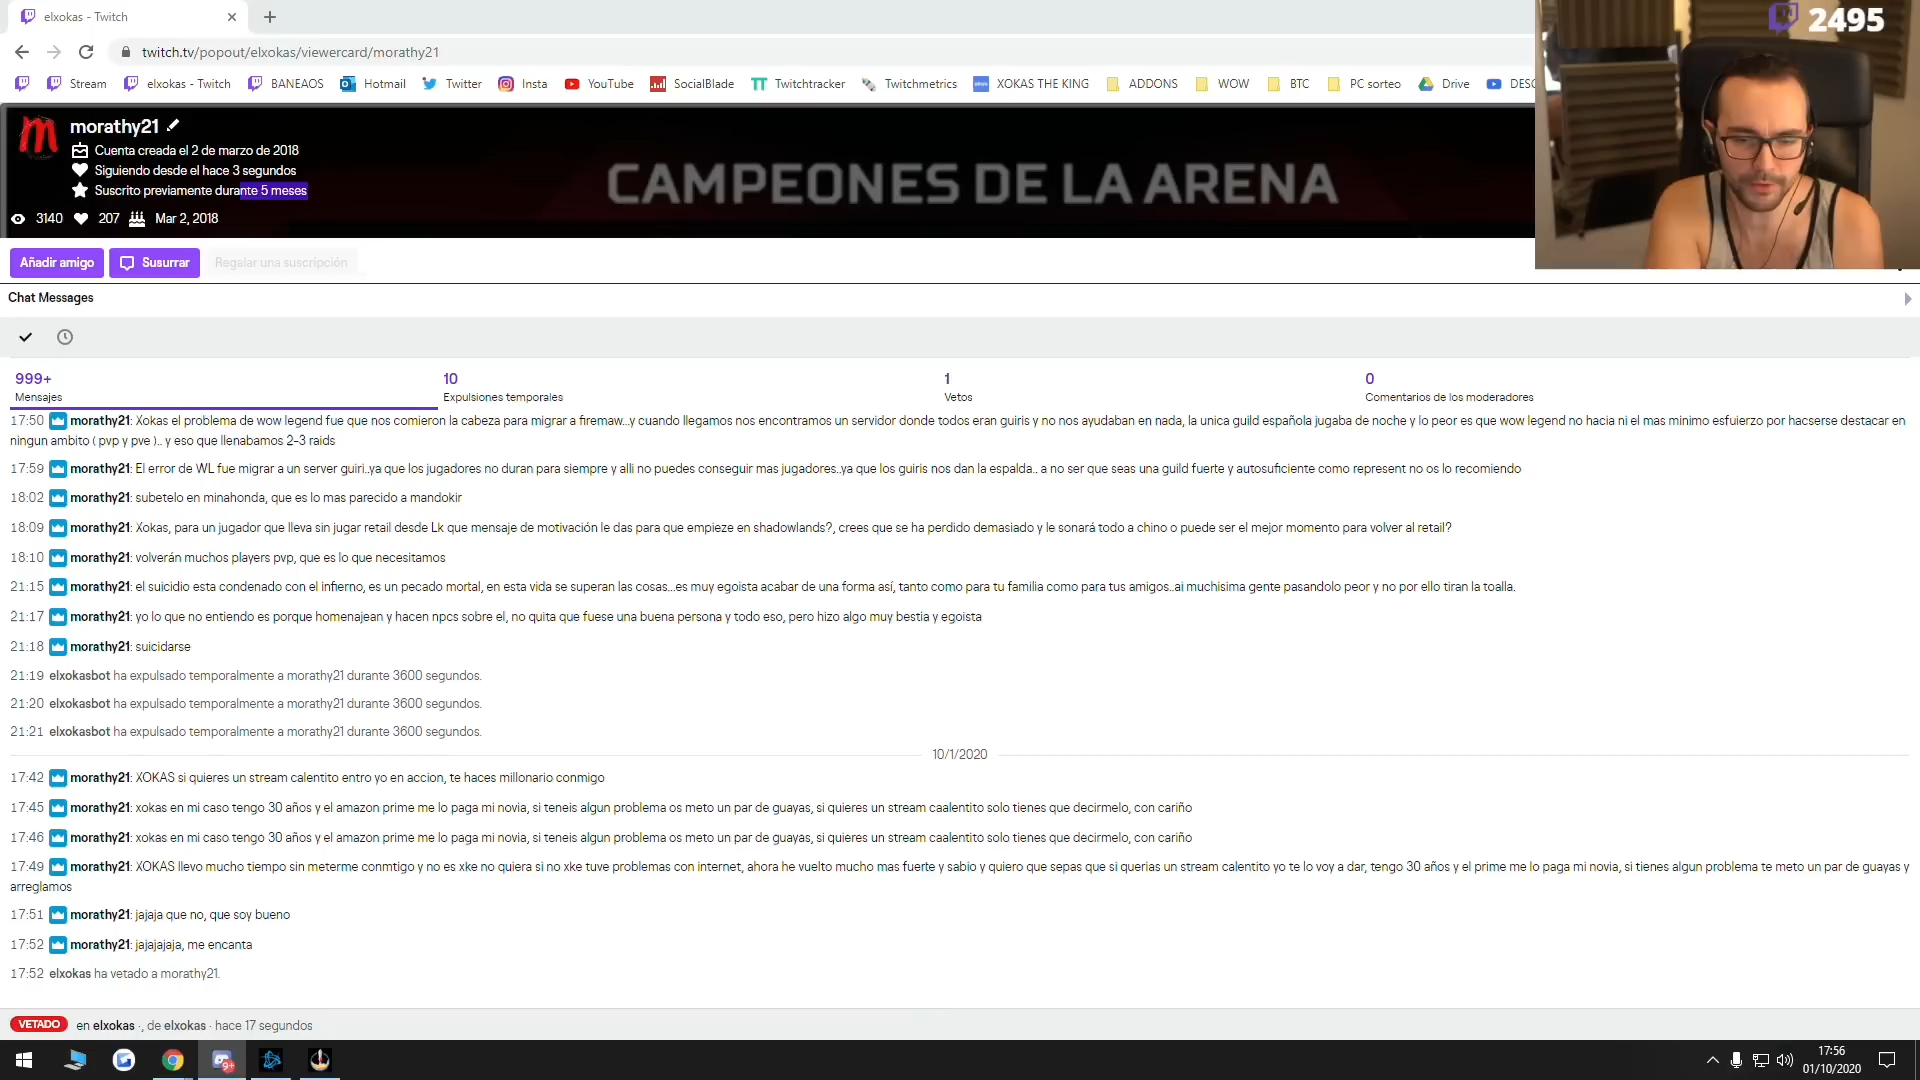 elxokas - Twitch
2495
twitch.tv/popout/elxokas/viewercard/morathy21
Stream elxokas - Twitch BANEAOS Hotmail Twitter Insta YouTube SocialBlade Twitchtracker Twitchmetrics XOKAS THE KING ADDONS WOW BTC PC sorteo Drive DESC
morathy21
Cuenta creada el 2 de marzo de 2018
Siguiendo desde el hace 3 segundos
Suscrito previamente durante 5 meses
CAMPEONES DE LA ARENA
3140 207 Mar 2, 2018
Añadir amigo Susurrar Regalar una suscripción
Chat Messages
999+ 10 1 0
Mensajes Expulsiones temporales Vetos Comentarios de los moderadores
17:50 morathy21: Xokas el problema de wow legend fue que nos comieron la cabeza para migrar a firemaw...y cuando llegamos nos encontramos un servidor donde todos eran guiris y no nos ayudaban en nada, la unica guild española jugaba de noche y lo peor es que wow legend no hacia ni el mas minimo esfuierzo por hacserse destacar en
ningun ambito ( pvp y pve ).. y eso que llenabamos 2-3 raids
17:59 morathy21: El error de WL fue migrar a un server guiri..ya que los jugadores no duran para siempre y alli no puedes conseguir mas jugadores..ya que los guiris nos dan la espalda.. a no ser que seas una guild fuerte y autosuficiente como represent no os lo recomiendo
18:02 morathy21: subetelo en minahonda, que es lo mas parecido a mandokir
18:09 morathy21: Xokas, para un jugador que lleva sin jugar retail desde Lk que mensaje de motivación le das para que empieze en shadowlands?, crees que se ha perdido demasiado y le sonará todo a chino o puede ser el mejor momento para volver al retail?
18:10 morathy21: volverán muchos players pvp, que es lo que necesitamos
21:15 morathy21: el suicidio esta condenado con el infierno, es un pecado mortal, en esta vida se superan las cosas...es muy egoista acabar de una forma así, tanto como para tu familia como para tus amigos..ai muchisima gente pasandolo peor y no por ello tiran la toalla.
21:17 morathy21: yo lo que no entiendo es porque homenajean y hacen npcs sobre el, no quita que fuese una buena persona y todo eso, pero hizo algo muy bestia y egoista
21:18 morathy21: suicidarse
21:19 elxokasbot ha expulsado temporalmente a morathy21 durante 3600 segundos.
21:20 elxokasbot ha expulsado temporalmente a morathy21 durante 3600 segundos.
21:21 elxokasbot ha expulsado temporalmente a morathy21 durante 3600 segundos.
10/1/2020
17:42 morathy21: XOKAS si quieres un stream calentito entro yo en accion, te haces millonario conmigo
17:45 morathy21: xokas en mi caso tengo 30 años y el amazon prime me lo paga mi novia, si teneis algun problema os meto un par de guayas, si quieres un stream caalentito solo tienes que decirmelo, con cariño
17:46 morathy21: xokas en mi caso tengo 30 años y el amazon prime me lo paga mi novia, si teneis algun problema os meto un par de guayas, si quieres un stream caalentito solo tienes que decirmelo, con cariño
17:49 morathy21: XOKAS llevo mucho tiempo sin meterme conmtigo y no es xke no quiera si no xke tuve problemas con internet, ahora he vuelto mucho mas fuerte y sabio y quiero que sepas que si querias un stream calentito yo te lo voy a dar, tengo 30 años y el prime me lo paga mi novia, si tienes algun problema te meto un par de guayas y
arreglamos
17:51 morathy21: jajaja que no, que soy bueno
17:52 morathy21: jajajajaja, me encanta
17:52 elxokas ha vetado a morathy21.
VETADO en elxokas ·, de elxokas · hace 17 segundos
9+
17:56
01/10/2020